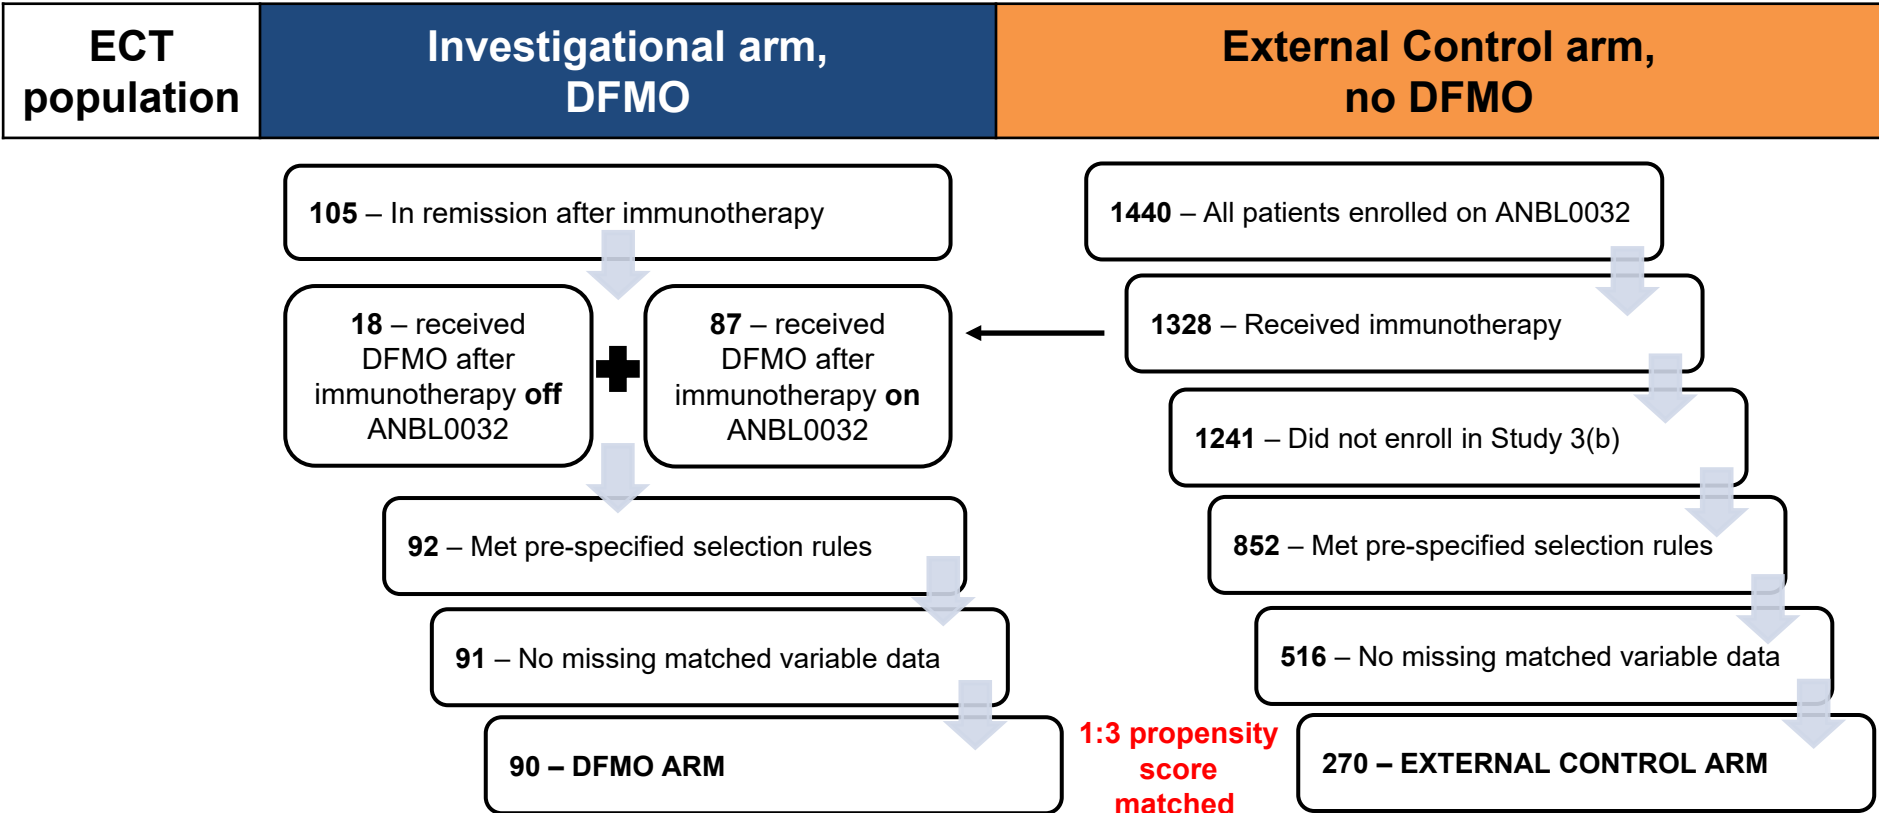 ECT
population
Investigational arm,
DFMO
External Control arm,
no DFMO
105 – In remission after immunotherapy
18 – received
DFMO after
immunotherapy off
ANBL0032
87 – received
DFMO after
immunotherapy on
ANBL0032
92 – Met pre-specified selection rules
91 – No missing matched variable data
90 – DFMO ARM
1440 – All patients enrolled on ANBL0032
1328 – Received immunotherapy
1241 – Did not enroll in Study 3(b)
852 – Met pre-specified selection rules
516 – No missing matched variable data
270 – EXTERNAL CONTROL ARM
1:3 propensity
score
matched